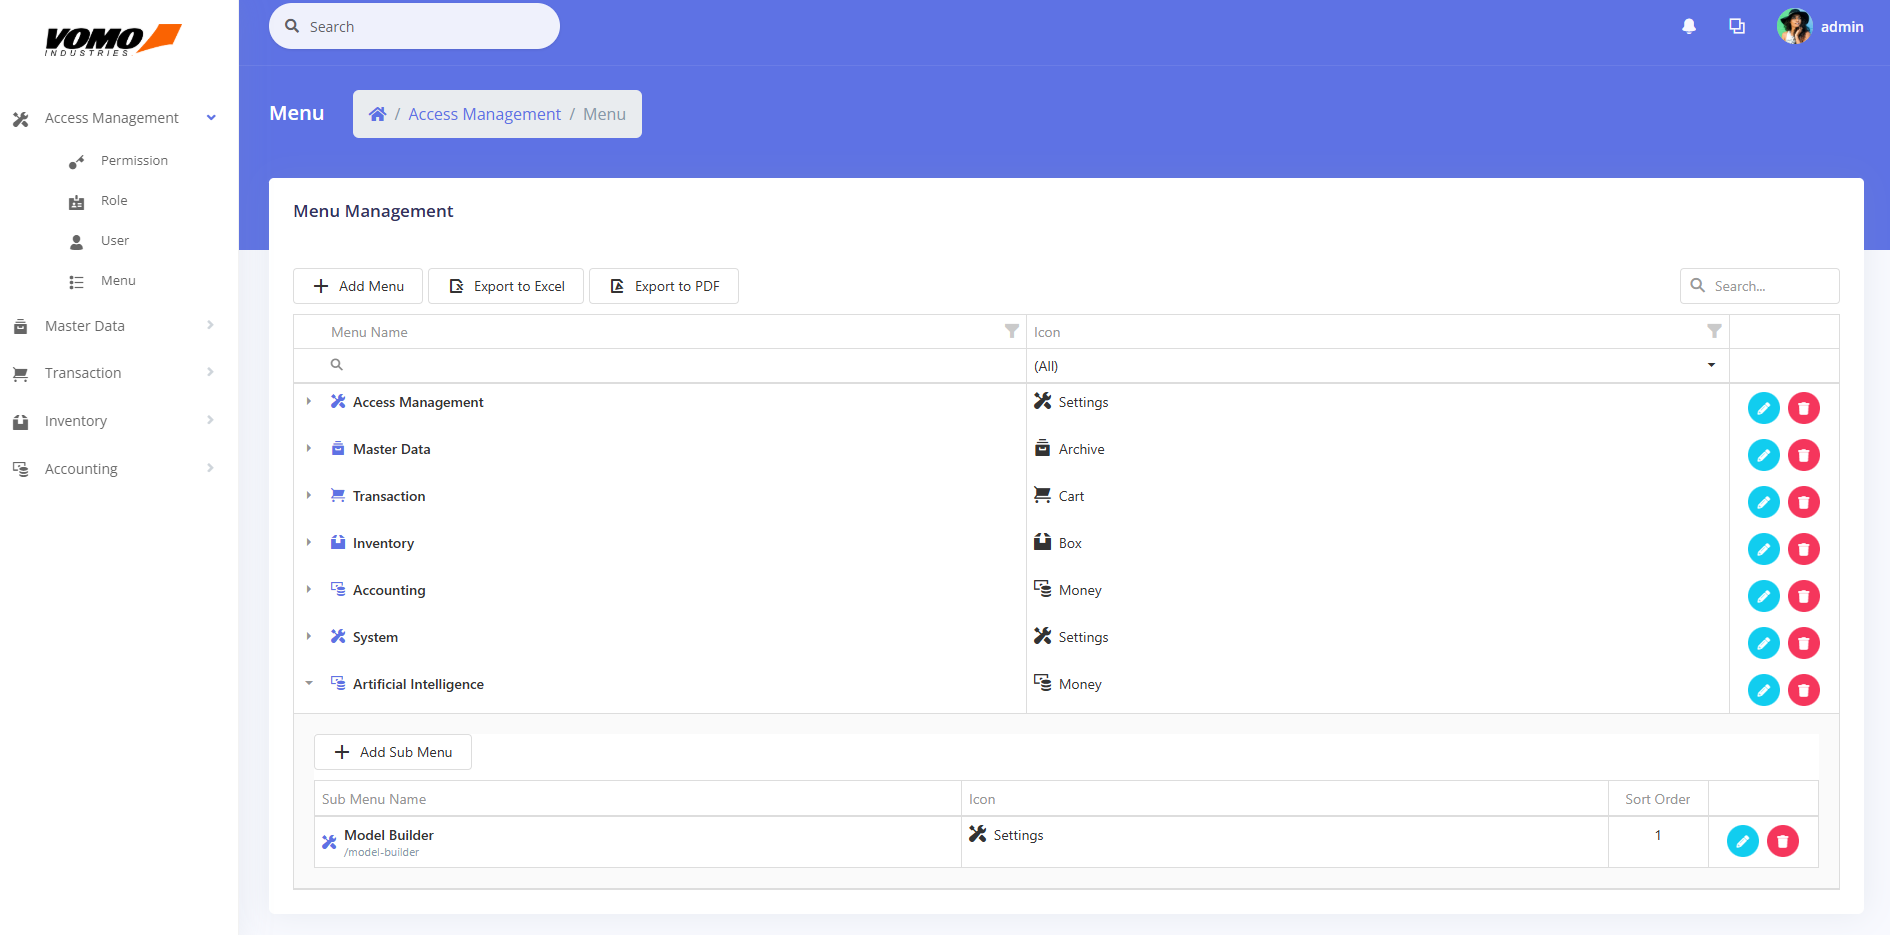 VOMO
INDUSTRIES
Search
admin
Menu
/ Access Management / Menu
Access Management
Permission
Role
User
Menu
Master Data
Transaction
Inventory
Accounting
Menu Management
Add Menu
Export to Excel
Export to PDF
Search...
Menu Name
Icon
(All)
Access Management
Settings
Master Data
Archive
Transaction
Cart
Inventory
Box
Accounting
Money
System
Settings
Artificial Intelligence
Money
Add Sub Menu
Sub Menu Name
Icon
Sort Order
Model Builder
/model-builder
Settings
1